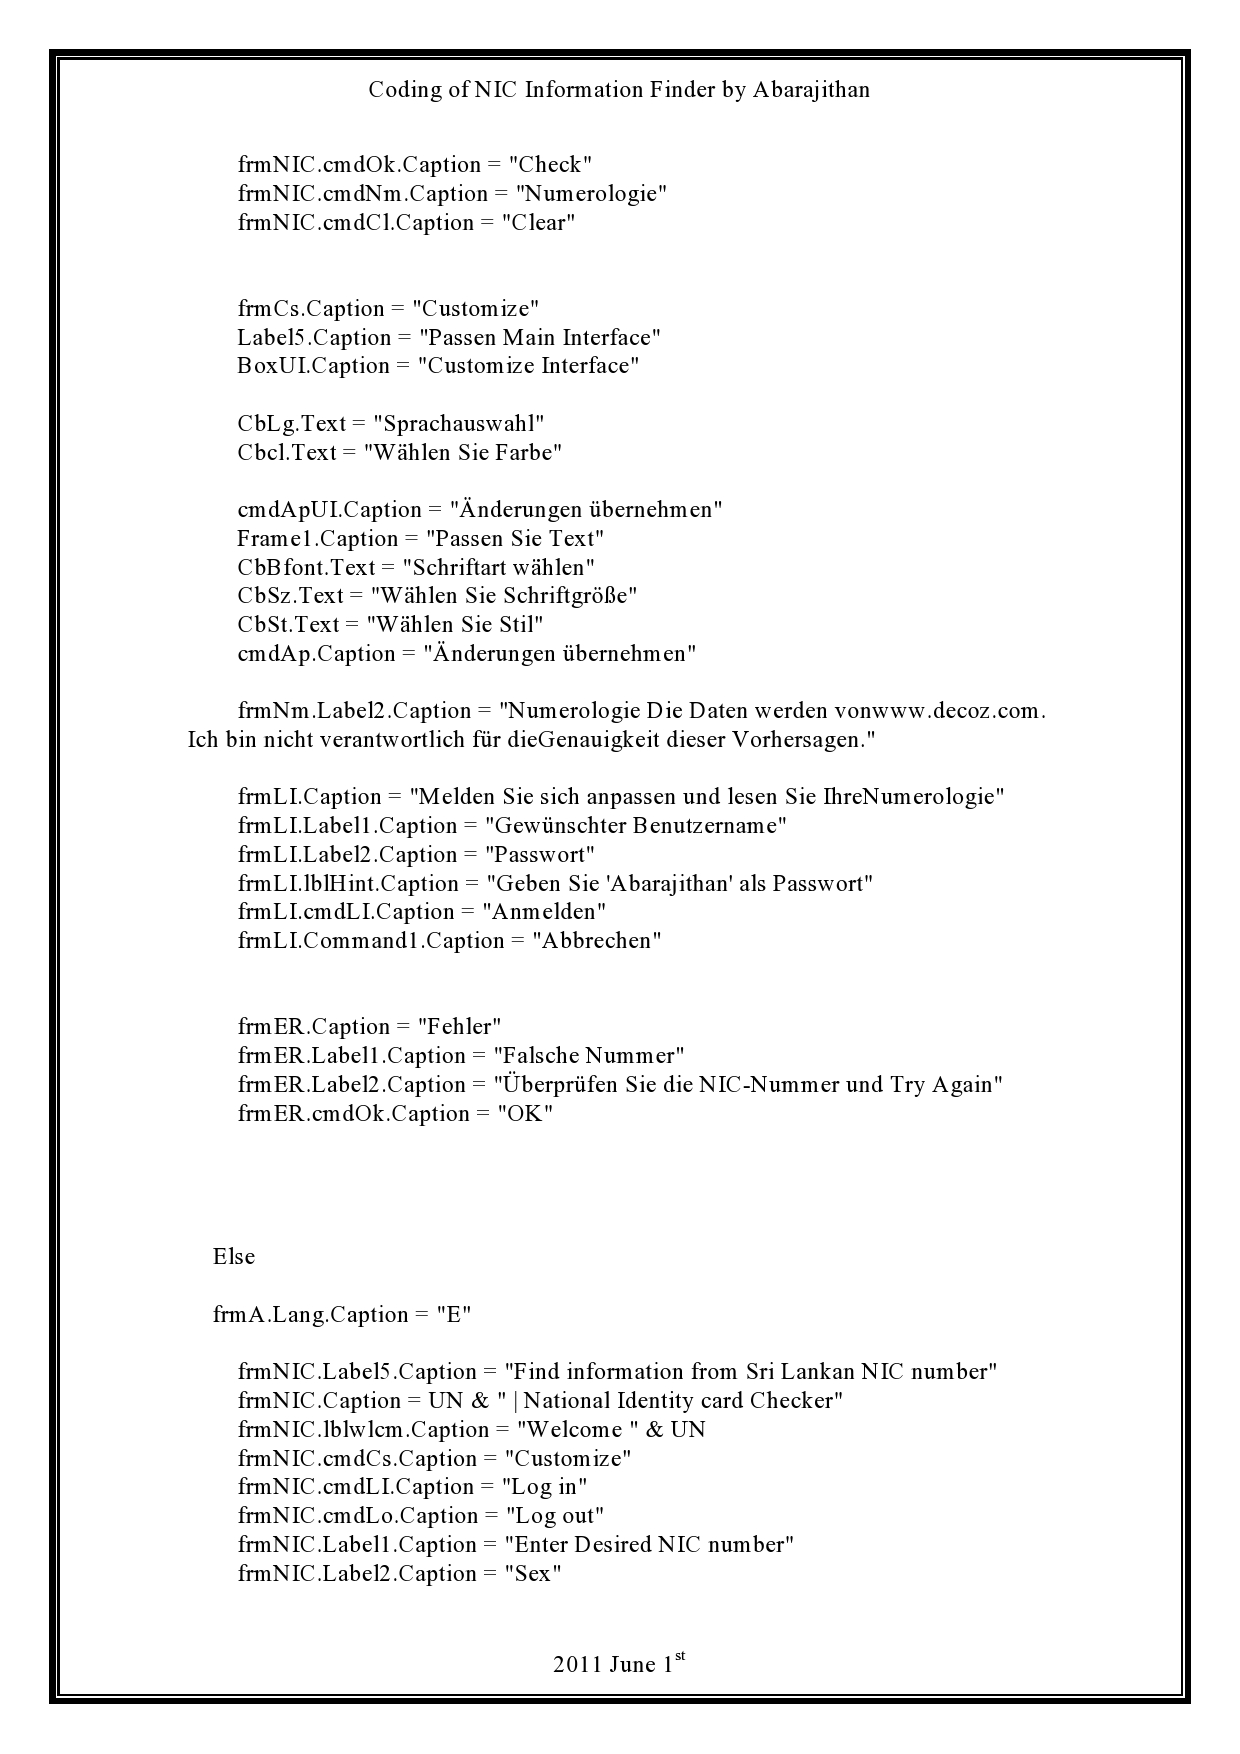 Coding of NIC Information Finder by Abarajithan
frmNIC.cmdOk.Caption = "Check"
frmNIC.cmdNm.Caption = "Numerologie"
frmNIC.cmdCl.Caption = "Clear"
frmCs.Caption = "Customize"
Label5.Caption = "Passen Main Interface"
BoxUI.Caption = "Customize Interface"
CbLg.Text = "Sprachauswahl"
Cbcl.Text = "Wählen Sie Farbe"
cmdApUI.Caption = "Änderungen übernehmen"
Frame1.Caption = "Passen Sie Text"
CbBfont.Text = "Schriftart wählen"
CbSz.Text = "Wählen Sie Schriftgröße"
CbSt.Text = "Wählen Sie Stil"
cmdAp.Caption = "Änderungen übernehmen"
frmNm.Label2.Caption = "Numerologie Die Daten werden vonwww.decoz.com.
Ich bin nicht verantwortlich für dieGenauigkeit dieser Vorhersagen."
frmLI.Caption = "Melden Sie sich anpassen und lesen Sie IhreNumerologie"
frmLI.Label1.Caption = "Gewünschter Benutzername"
frmLI.Label2.Caption = "Passwort"
frmLI.lblHint.Caption = "Geben Sie 'Abarajithan' als Passwort"
frmLI.cmdLI.Caption = "Anmelden"
frmLI.Command1.Caption = "Abbrechen"
frmER.Caption = "Fehler"
frmER.Label1.Caption = "Falsche Nummer"
frmER.Label2.Caption = "Überprüfen Sie die NIC-Nummer und Try Again"
frmER.cmdOk.Caption = "OK"
Else
frmA.Lang.Caption = "E"
frmNIC.Label5.Caption = "Find information from Sri Lankan NIC number"
frmNIC.Caption = UN & " | National Identity card Checker"
frmNIC.lblwlcm.Caption = "Welcome " & UN
frmNIC.cmdCs.Caption = "Customize"
frmNIC.cmdLI.Caption = "Log in"
frmNIC.cmdLo.Caption = "Log out"
frmNIC.Label1.Caption = "Enter Desired NIC number"
frmNIC.Label2.Caption = "Sex"
2011 June 1st